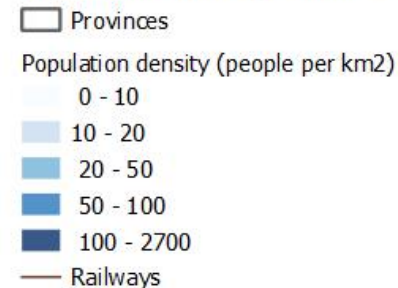 Provinces
Population density (people per km2)
0 - 10
10 - 20
20 - 50
50 - 100
100 - 2700
Railways